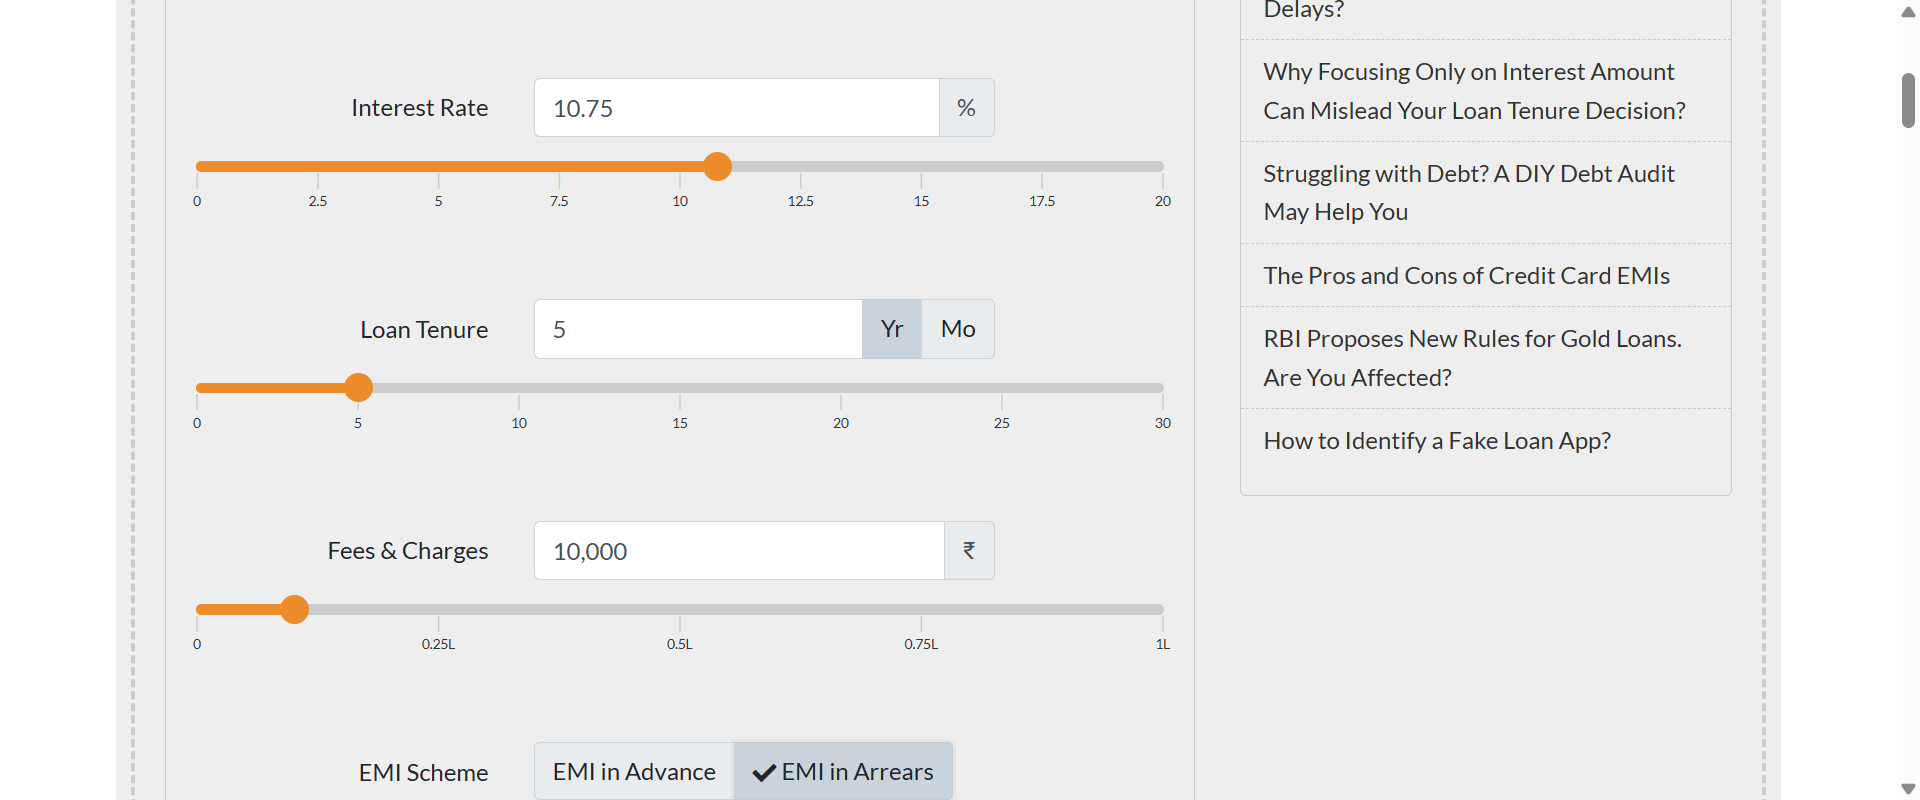 Interest Rate
10.75
%
0 2.5 5 7.5 10 12.5 15 17.5 20
Loan Tenure
5
Yr Mo
0 5 10 15 20 25 30
Fees & Charges
10,000
₹
0 0.25L 0.5L 0.75L 1L
EMI Scheme
EMI in Advance
EMI in Arrears
Delays?
Why Focusing Only on Interest Amount
Can Mislead Your Loan Tenure Decision?
Struggling with Debt? A DIY Debt Audit
May Help You
The Pros and Cons of Credit Card EMIs
RBI Proposes New Rules for Gold Loans.
Are You Affected?
How to Identify a Fake Loan App?